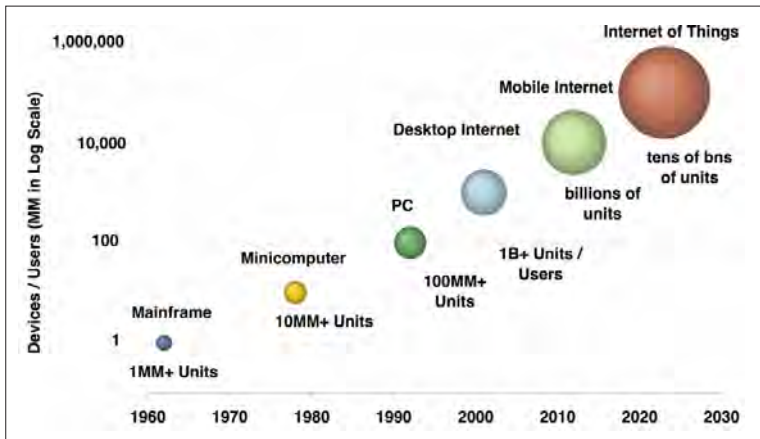 Devices / Users (MM in Log Scale)
1,000,000
10,000
100
1
Internet of Things
Mobile Internet
Desktop Internet
tens of bns
of units
billions of
units
PC
1B+ Units /
Users
Minicomputer
100MM+
Units
Mainframe
10MM+ Units
1MM+ Units
1960
1970
1980
1990
2000
2010
2020
2030